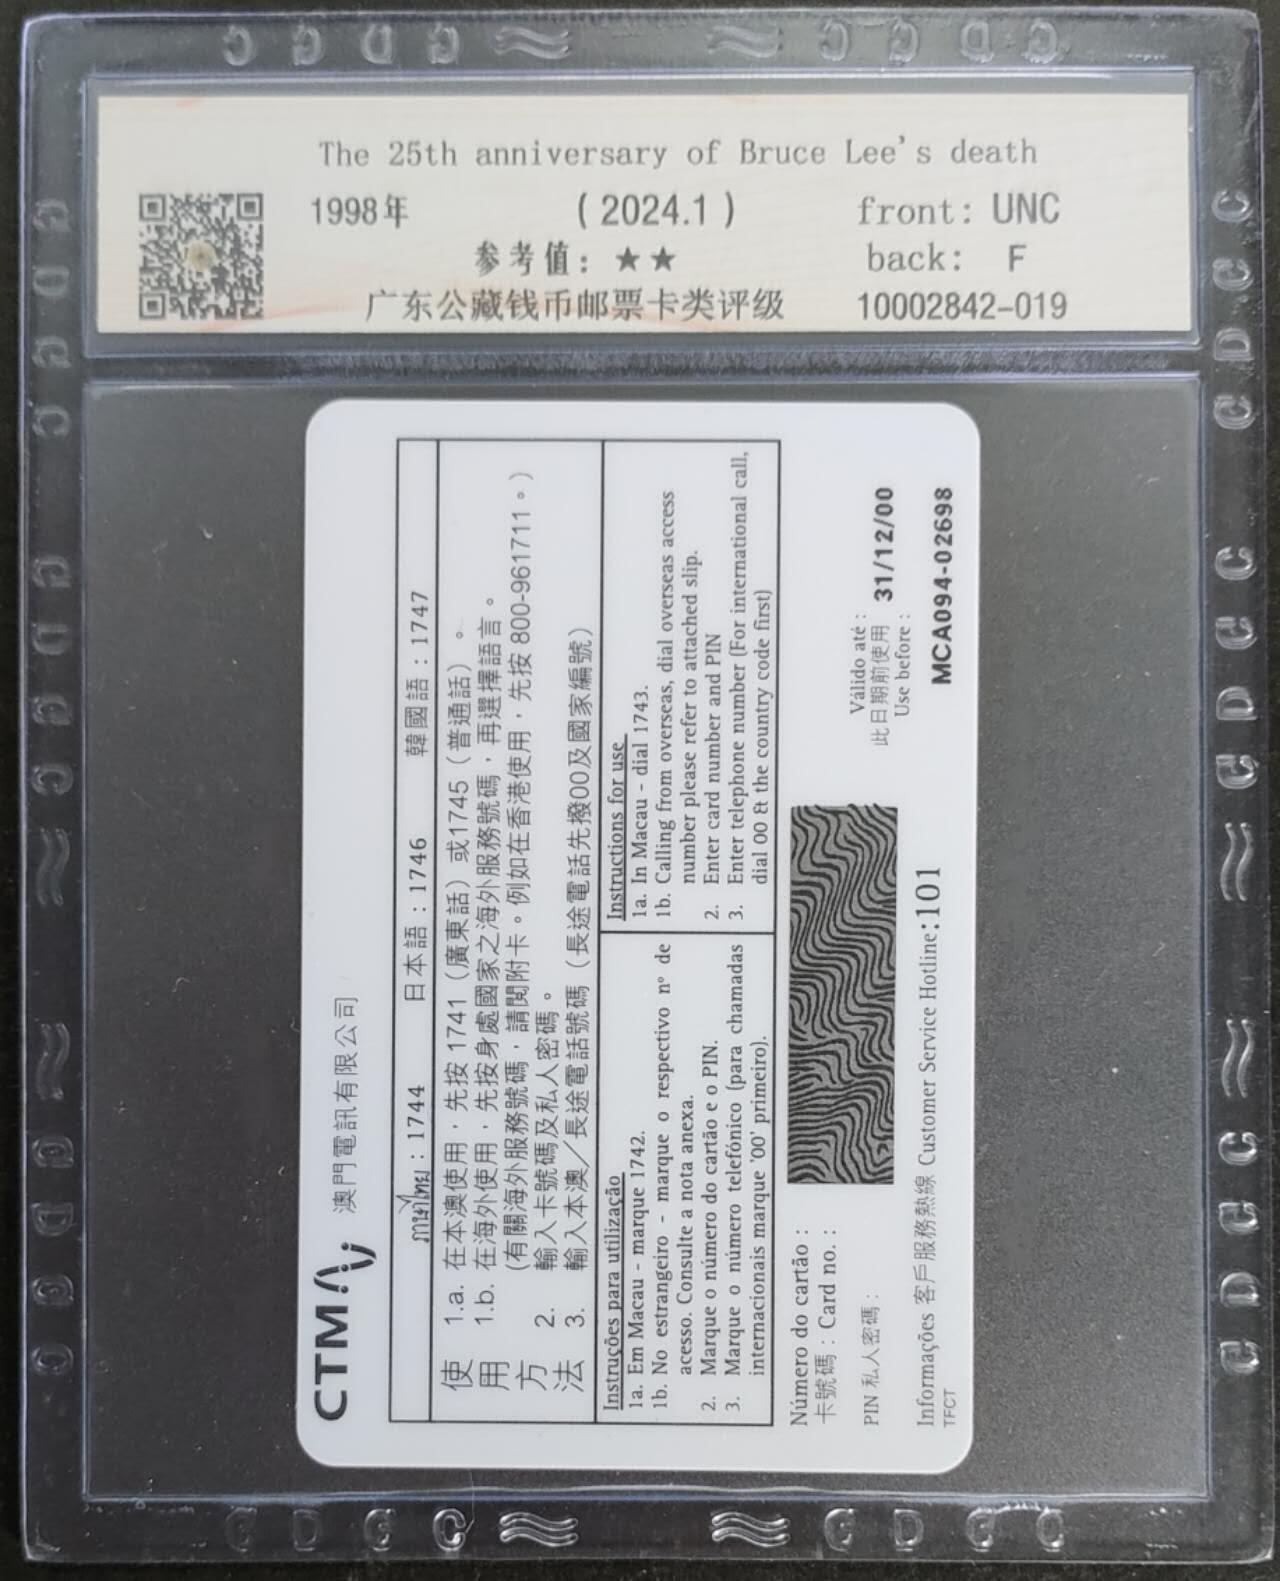 The 25th anniversary of Bruce Lee's death
1998年 (2024.1) front: UNC
参考值: ★★ back: F
广东公藏钱币邮票卡类评级 10002842-019
CTM 澳門電訊有限公司
ภาษาไทย : 1744 日本語 : 1746 韓國語 : 1747
使用方法
1.a. 在本澳使用，先按 1741（廣東話）或1745（普通話）。
1.b. 在海外使用，先按身處國家之海外服務號碼，再選擇語言。
(有關海外服務號碼，請閱附卡。例如在香港使用，先按 800-961711。)
2. 輸入卡號碼及私人密碼。
3. 輸入本澳／長途電話號碼（長途電話先撥00及國家編號）
Instruções para utilização
1a. Em Macau - marque 1742.
1b. No estrangeiro - marque o respectivo nº de
acesso. Consulte a nota anexa.
2. Marque o número do cartão e o PIN.
3. Marque o número telefónico (para chamadas
internacionais marque '00' primeiro).
Instructions for use
1a. In Macau - dial 1743.
1b. Calling from overseas, dial overseas access
number please refer to attached slip.
2. Enter card number and PIN
3. Enter telephone number (For international call,
dial 00 & the country code first)
Número do cartão :
卡號碼 : Card no. :
PIN 私人密碼 :
Válido até :
此日期前使用 31/12/00
Use before :
MCA094-02698
Informações 客戶服務熱線 Customer Service Hotline:101
TFCT